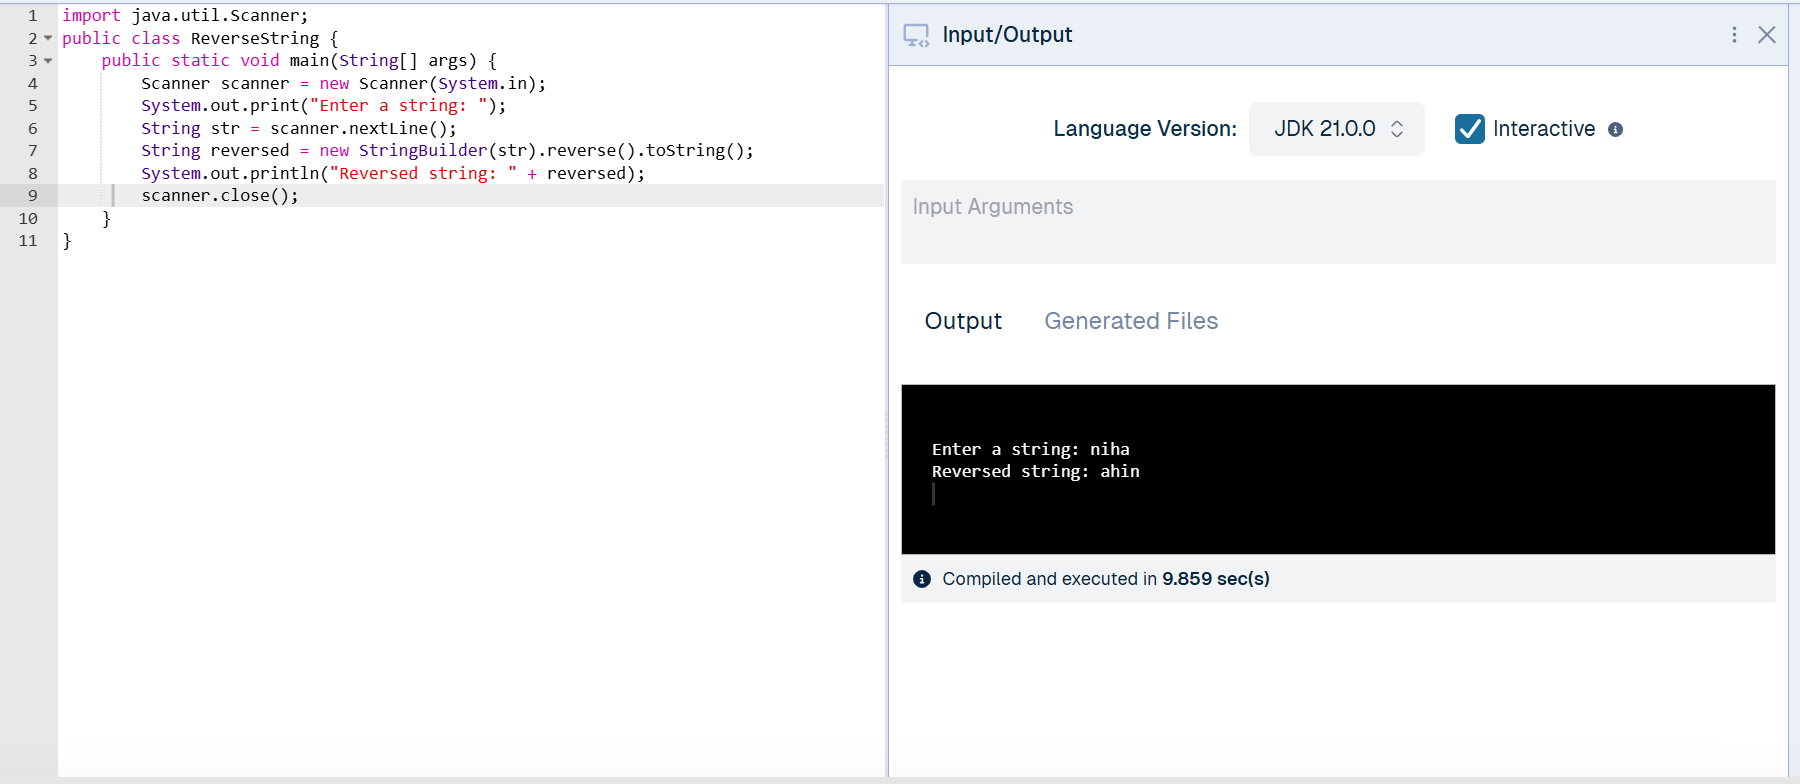 1 import java.util.Scanner;
2 public class ReverseString {
3     public static void main(String[] args) {
4         Scanner scanner = new Scanner(System.in);
5         System.out.print("Enter a string: ");
6         String str = scanner.nextLine();
7         String reversed = new StringBuilder(str).reverse().toString();
8         System.out.println("Reversed string: " + reversed);
9         scanner.close();
10     }
11 }
Input/Output
Language Version: JDK 21.0.0 Interactive
Input Arguments
Output Generated Files
Enter a string: niha
Reversed string: ahin
Compiled and executed in 9.859 sec(s)